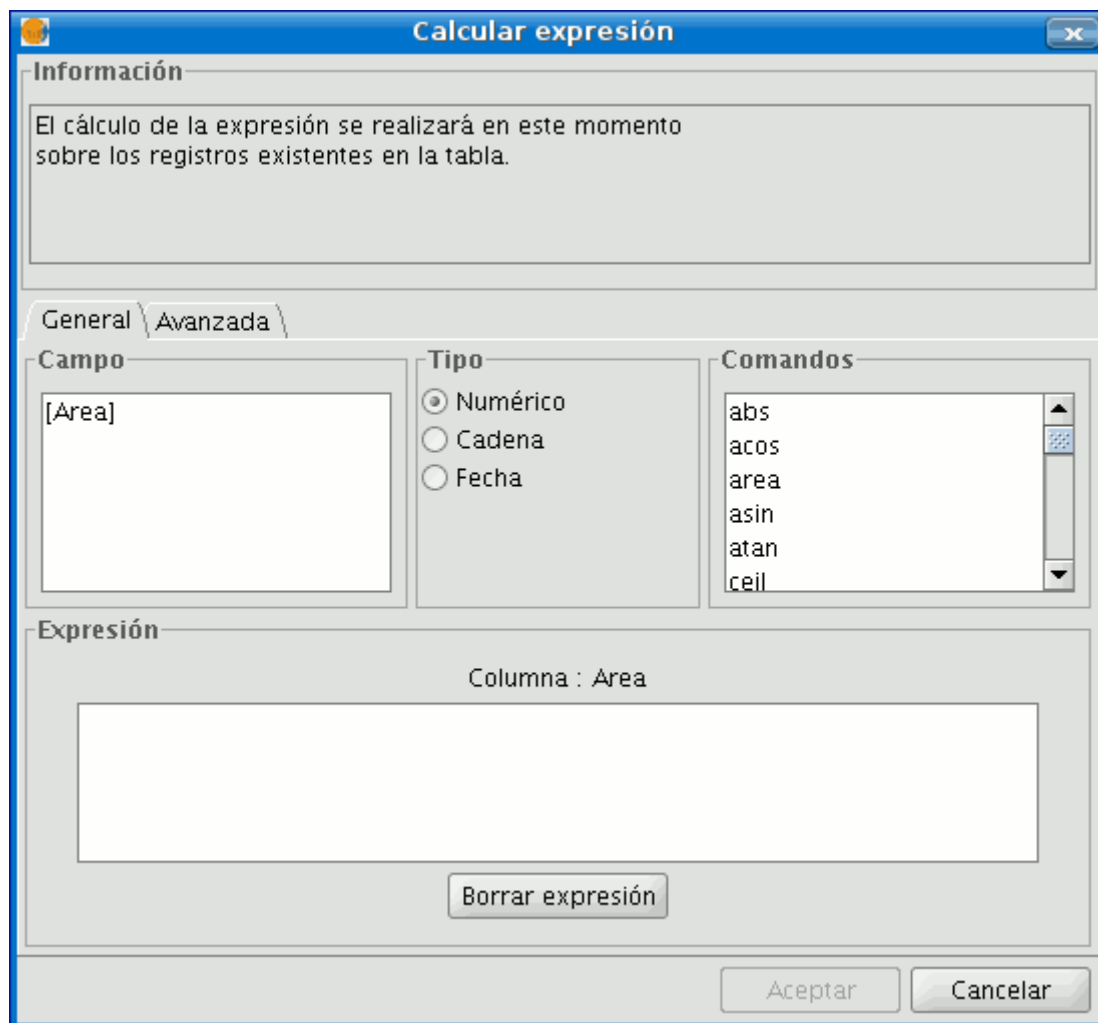 Calcular expresión
Información
El cálculo de la expresión se realizará en este momento
sobre los registros existentes en la tabla.
General
Avanzada
Campo
[Area]
Tipo
Numérico
Cadena
Fecha
Comandos
abs
acos
area
asin
atan
ceil
Expresión
Columna : Area
Borrar expresión
Aceptar
Cancelar